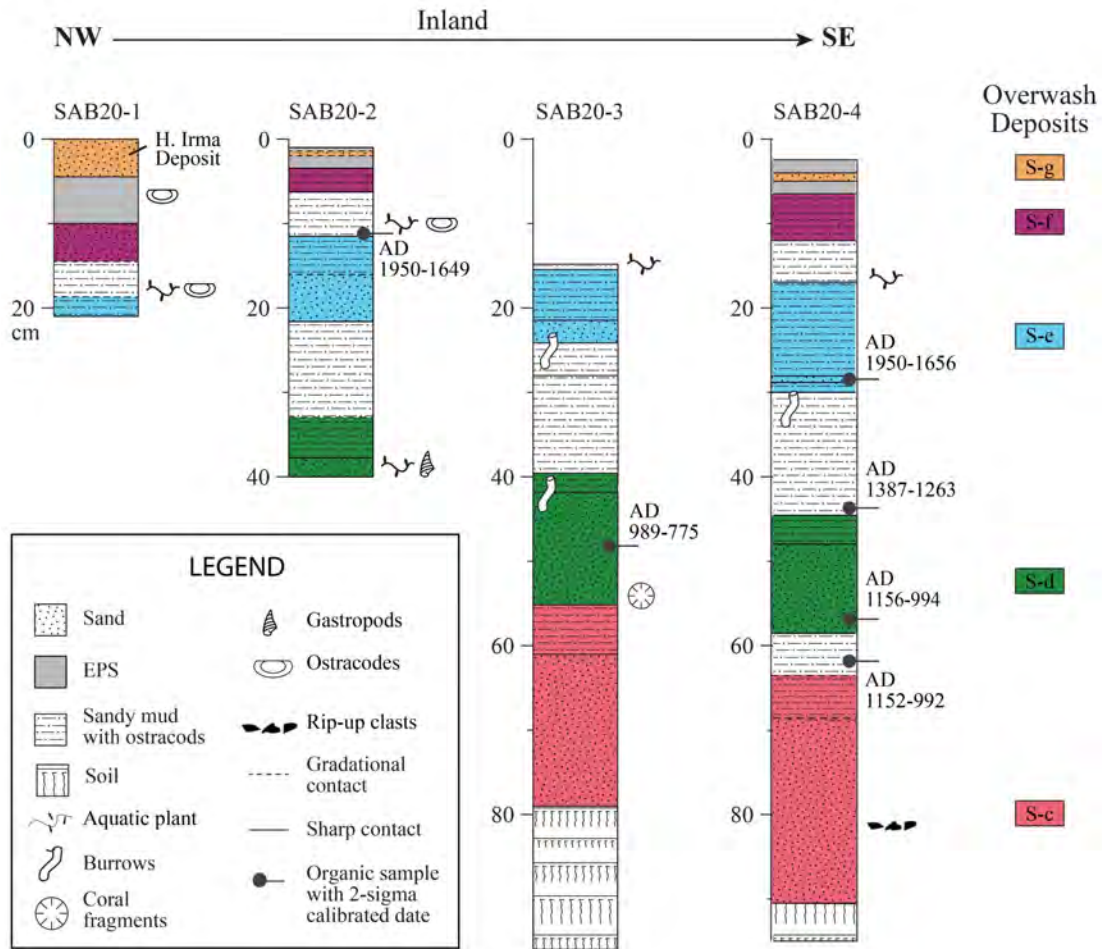 Inland
NW
SE
SAB20-1
SAB20-2
SAB20-3
SAB20-4
Overwash
Deposits
0
20
cm
H. Irma
Deposit
0
20
40
AD
1950-1649
0
20
40
60
80
AD
989-775
0
20
40
60
80
AD
1950-1656
AD
1387-1263
AD
1156-994
AD
1152-992
S-g
S-f
S-e
S-d
S-c
LEGEND
Sand
EPS
Sandy mud
with ostracods
Soil
Aquatic plant
Burrows
Coral
fragments
Gastropods
Ostracodes
Rip-up clasts
Gradational
contact
Sharp contact
Organic sample
with 2-sigma
calibrated date